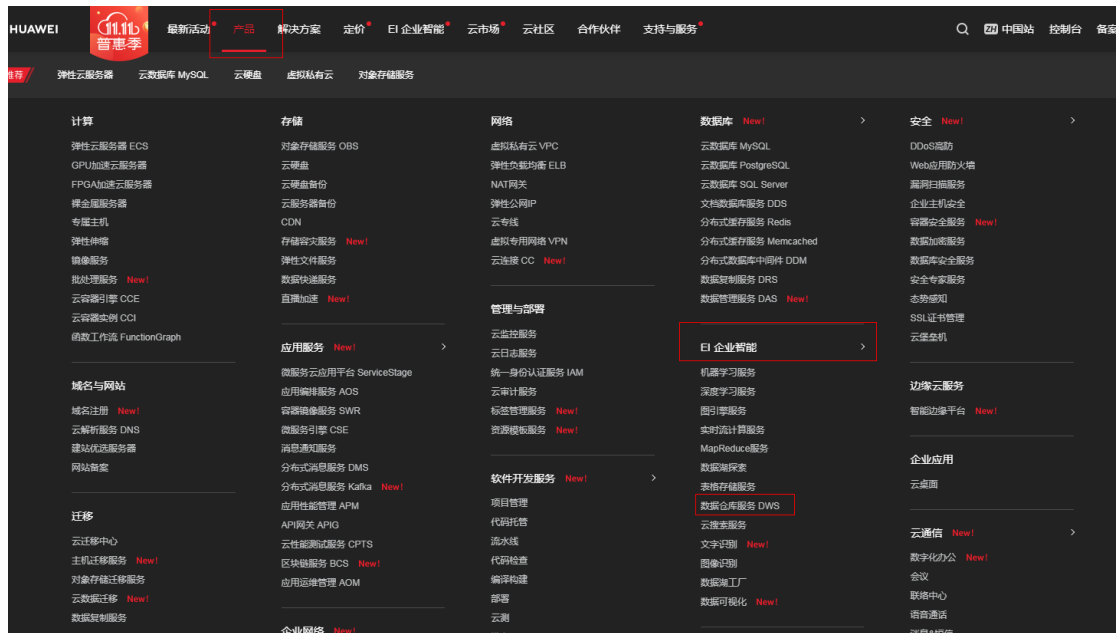 HUAWEI
11.11
普惠季
最新活动
产品
解决方案
定价
EI 企业智能
云市场
云社区
合作伙伴
支持与服务
中国站
控制台
备案
推荐
弹性云服务器
云数据库 MySQL
云硬盘
虚拟私有云
对象存储服务
计算
弹性云服务器 ECS
GPU加速云服务器
FPGA加速云服务器
裸金属服务器
专属主机
弹性伸缩
镜像服务
批处理服务 New!
云容器引擎 CCE
云容器实例 CCI
函数工作流 FunctionGraph
域名与网站
域名注册 New!
云解析服务 DNS
建站优选服务器
网站备案
迁移
云迁移中心
主机迁移服务 New!
对象存储迁移服务
云数据迁移 New!
数据复制服务
存储
对象存储服务 OBS
云硬盘
云硬盘备份
云服务器备份
CDN
存储容灾服务 New!
弹性文件服务
数据快递服务
直播加速 New!
应用服务 New!
微服务云应用平台 ServiceStage
应用编排服务 AOS
容器镜像服务 SWR
微服务引擎 CSE
消息通知服务
分布式消息服务 DMS
分布式消息服务 Kafka New!
应用性能管理 APM
API网关 APIG
云性能测试服务 CPTS
区块链服务 BCS New!
应用运维管理 AOM
企业网络 New!
网络
虚拟私有云 VPC
弹性负载均衡 ELB
NAT网关
弹性公网IP
云专线
虚拟专用网络 VPN
云连接 CC New!
管理与部署
云监控服务
云日志服务
统一身份认证服务 IAM
云审计服务
标签管理服务 New!
资源模板服务 New!
软件开发服务 New!
项目管理
代码托管
流水线
代码检查
编译构建
部署
云测
数据库 New!
云数据库 MySQL
云数据库 PostgreSQL
云数据库 SQL Server
文档数据库服务 DDS
分布式缓存服务 Redis
分布式缓存服务 Memcached
分布式数据库中间件 DDM
数据复制服务 DRS
数据管理服务 DAS New!
EI 企业智能
机器学习服务
深度学习服务
图引擎服务
实时流计算服务
MapReduce服务
数据湖探索
表格存储服务
数据仓库服务 DWS
云搜索服务
文字识别 New!
图像识别
数据湖工厂
数据可视化 New!
安全 New!
DDoS高防
Web应用防火墙
漏洞扫描服务
企业主机安全
容器安全服务 New!
数据加密服务
数据库安全服务
安全专家服务
态势感知
SSL证书管理
云堡垒机
边缘云服务
智能边缘平台 New!
企业应用
云桌面
云通信 New!
数字化办公 New!
会议
联络中心
语音通话